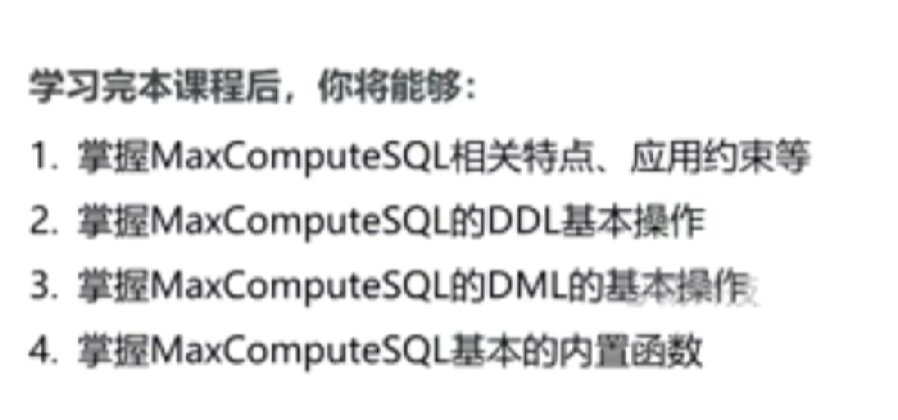 学习完本课程后，你将能够：
1. 掌握MaxComputeSQL相关特点、应用约束等
2. 掌握MaxComputeSQL的DDL基本操作
3. 掌握MaxComputeSQL的DML的基本操作
4. 掌握MaxComputeSQL基本的内置函数